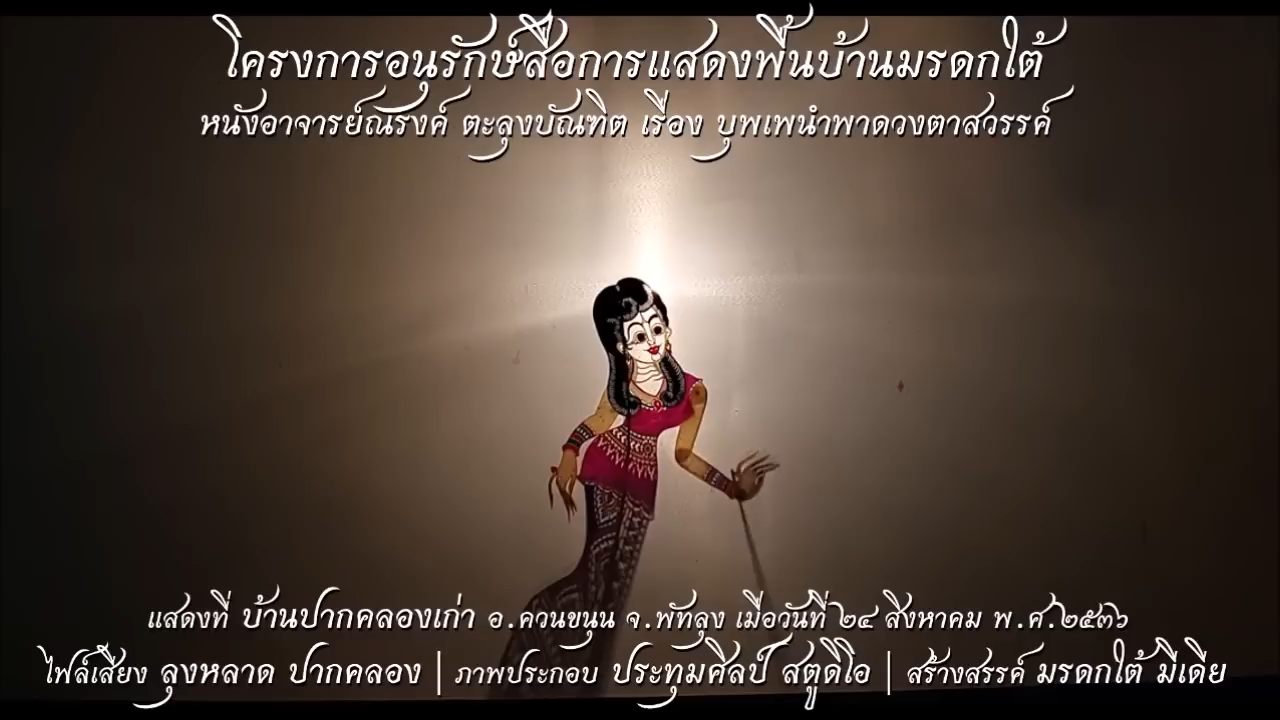 โครงการอนุรักษ์สื่อการแสดงพื้นบ้านมรดกใต้
หนังอาจารย์ณรงค์ ตะลุงบัณฑิต เรื่อง บุพเพนำพาดวงตาสวรรค์
แสดงที่ บ้านปากคลองเก่า อ.ควนขนุน จ.พัทลุง เมื่อวันที่ ๒๔ สิงหาคม พ.ศ.๒๕๓๖
ไฟล์เสียง ลุงหลาด ปากคลอง | ภาพประกอบ ประทุมศิลป์ สตูดิโอ | สร้างสรรค์ มรดกใต้ มีเดีย